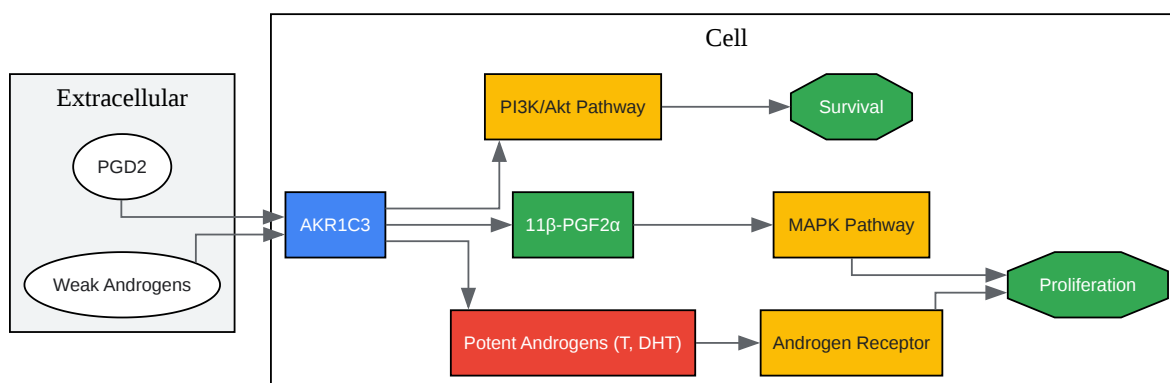 Cell
Extracellular
PI3K/Akt Pathway
Survival
PGD2
AKR1C3
11β-PGF2α
MAPK Pathway
Weak Androgens
Proliferation
Potent Androgens (T, DHT)
Androgen Receptor